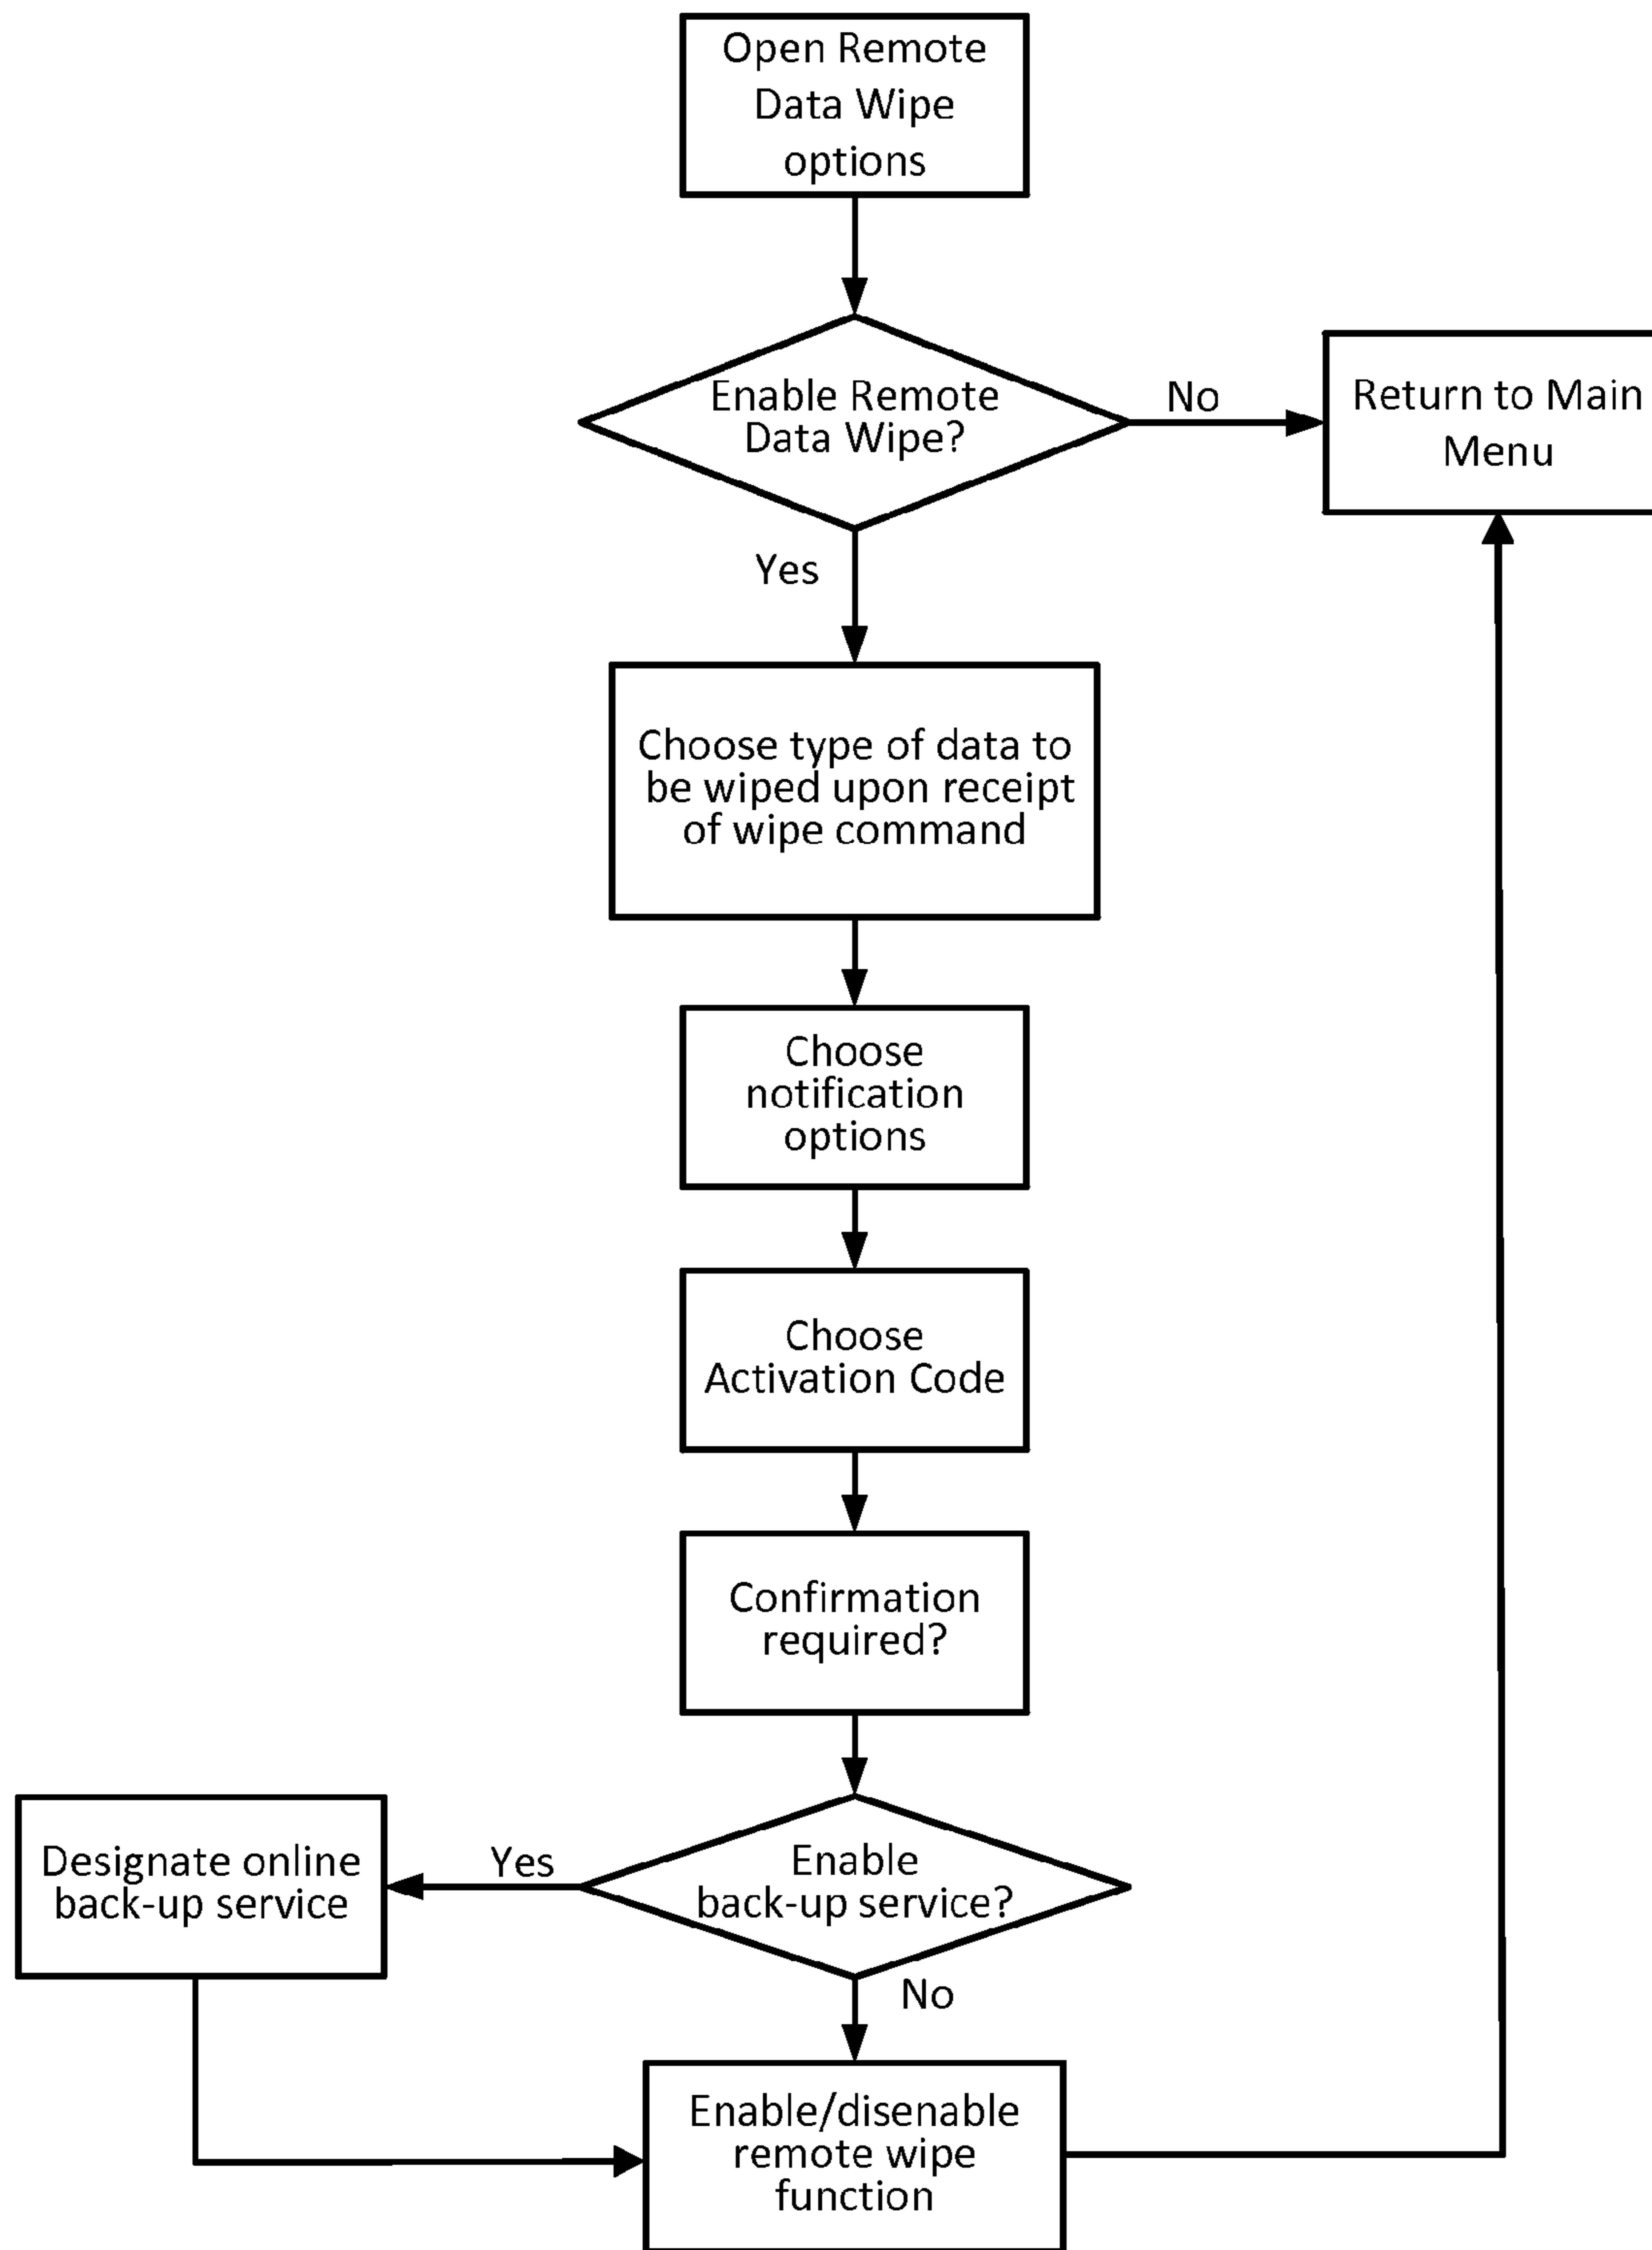 Open Remote
Data Wipe
options
Enable Remote
Data Wipe?
No
Return to Main
Menu
Yes
Choose type of data to
be wiped upon receipt
of wipe command
Choose
notification
options
Choose
Activation Code
Confirmation
required?
Designate online
back-up service
Yes
Enable
back-up service?
No
Enable/disenable
remote wipe
function